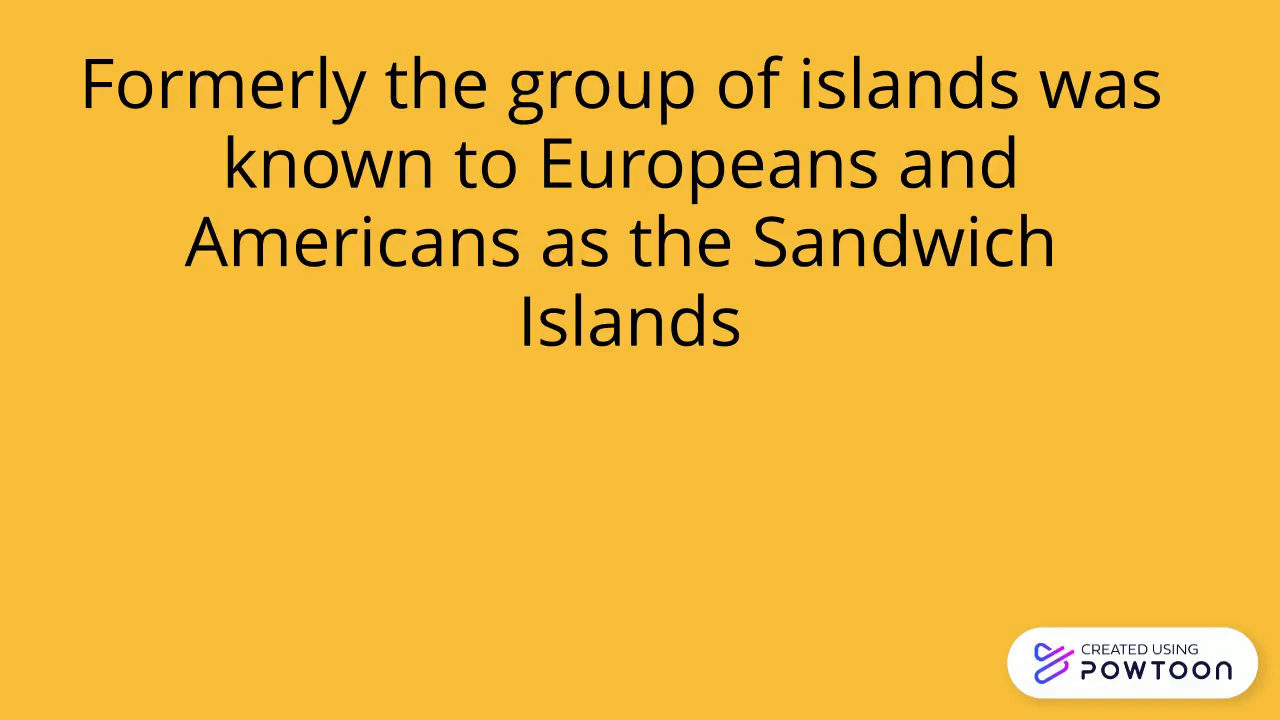 Formerly the group of islands was
known to Europeans and
Americans as the Sandwich
Islands
CREATED USING
POWTOON